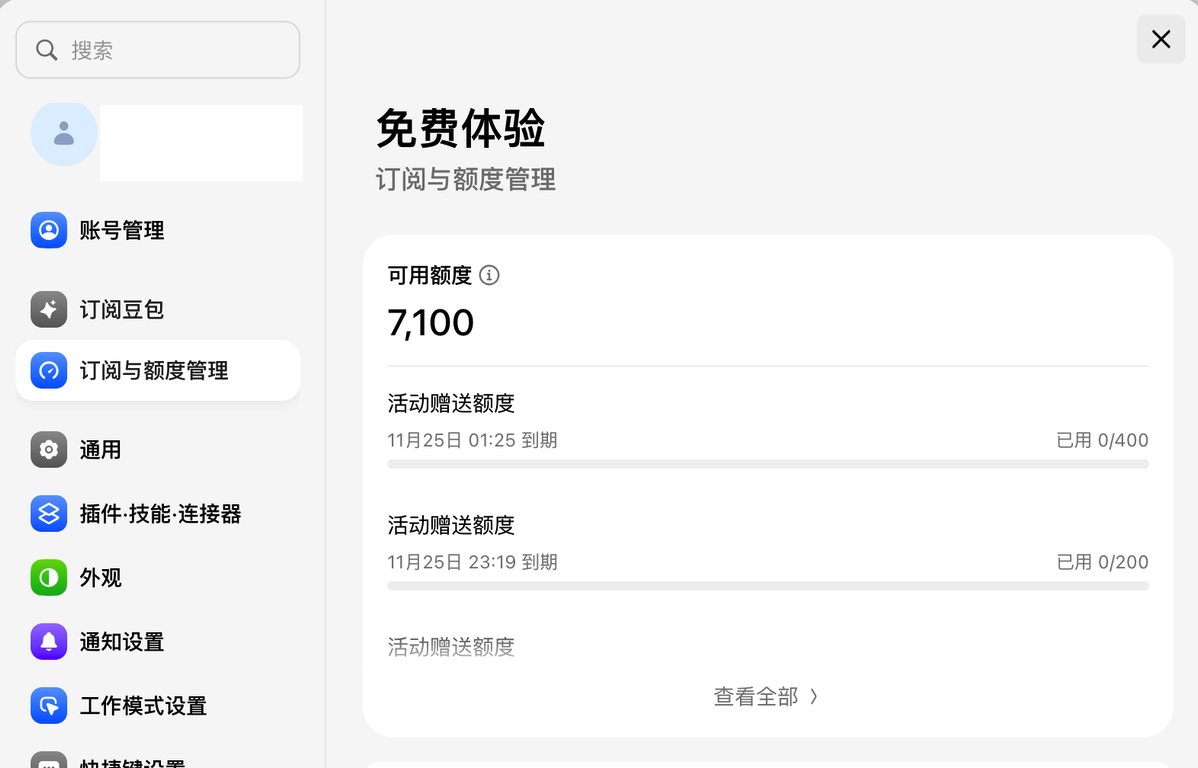 搜索
账号管理
订阅豆包
订阅与额度管理
通用
插件·技能·连接器
外观
通知设置
工作模式设置
快捷键设置
免费体验
订阅与额度管理
可用额度
7,100
活动赠送额度
11月25日 01:25 到期
已用 0/400
活动赠送额度
11月25日 23:19 到期
已用 0/200
活动赠送额度
查看全部